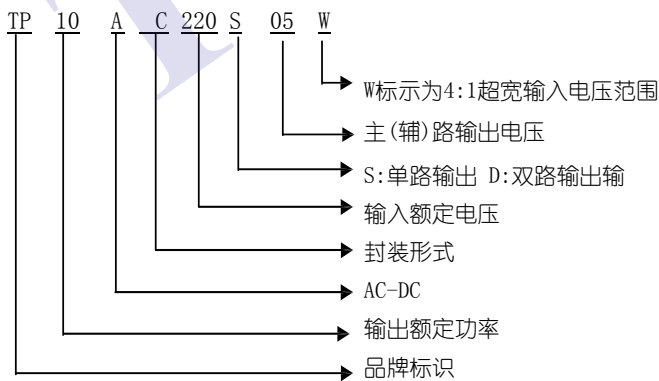 TP 10 A C 220 S 05 W
W标示为4:1超宽输入电压范围
主(辅)路输出电压
S:单路输出 D:双路输出输
输入额定电压
封装形式
AC-DC
输出额定功率
品牌标识